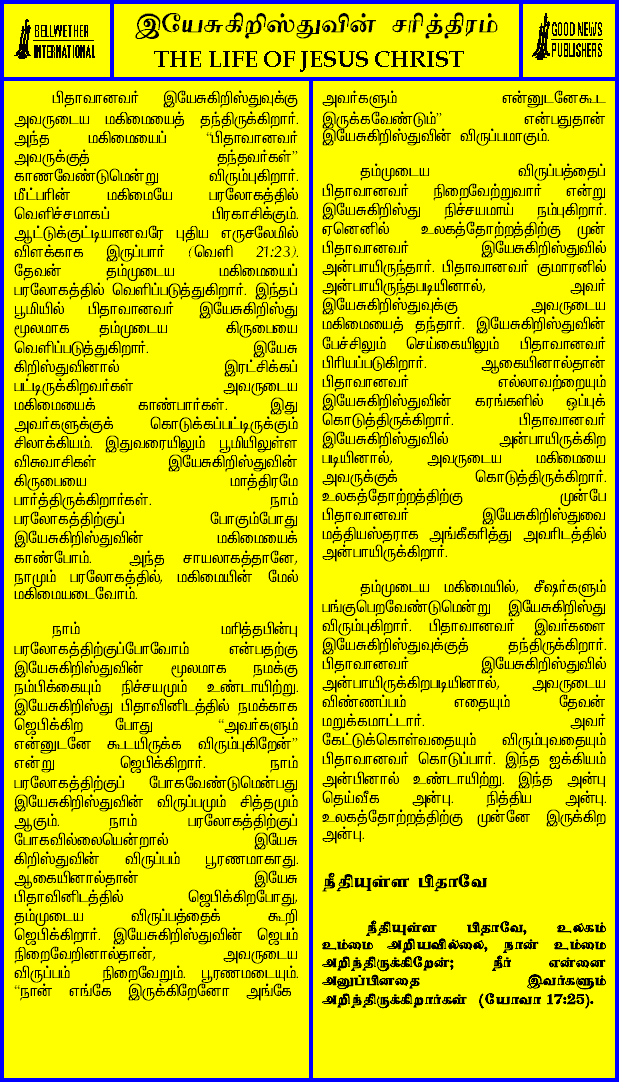 BELLWETHER
INTERNATIONAL
இயேசுகிறிஸ்துவின் சரித்திரம்
THE LIFE OF JESUS CHRIST
GOOD NEWS
PUBLISHERS
பிதாவானவர் இயேசுகிறிஸ்துவுக்கு
அவருடைய மகிமையைத் தந்திருக்கிறார்.
அந்த மகிமையைப் “பிதாவானவர்
அவருக்குத் தந்தவர்கள்”
காணவேண்டுமென்று விரும்புகிறார்.
மீட்பரின் மகிமையே பரலோகத்தில்
வெளிச்சமாகப் பிரகாசிக்கும்.
ஆட்டுக்குட்டியானவரே புதிய எருசலேமில்
விளக்காக இருப்பார் (வெளி 21:23).
தேவன் தம்முடைய மகிமையைப்
பரலோகத்தில் வெளிப்படுத்துகிறார். இந்தப்
பூமியில் பிதாவானவர் இயேசுகிறிஸ்து
மூலமாக தம்முடைய கிருபையை
வெளிப்படுத்துகிறார். இயேசு
கிறிஸ்துவினால் இரட்சிக்கப்
பட்டிருக்கிறவர்கள் அவருடைய
மகிமையைக் காண்பார்கள். இது
அவர்களுக்குக் கொடுக்கப்பட்டிருக்கும்
சிலாக்கியம். இதுவரையிலும் பூமியிலுள்ள
விசுவாசிகள் இயேசுகிறிஸ்துவின்
கிருபையை மாத்திரமே
பார்த்திருக்கிறார்கள். நாம்
பரலோகத்திற்குப் போகும்போது
இயேசுகிறிஸ்துவின் மகிமையைக்
காண்போம். அந்த சாயலாகத்தானே,
நாமும் பரலோகத்தில், மகிமையின் மேல்
மகிமையடைவோம்.
நாம் மரித்தபின்பு
பரலோகத்திற்குப்போவோம் என்பதற்கு
இயேசுகிறிஸ்துவின் மூலமாக நமக்கு
நம்பிக்கையும் நிச்சயமும் உண்டாயிற்று.
இயேசுகிறிஸ்து பிதாவினிடத்தில் நமக்காக
ஜெபிக்கிற போது “அவர்களும்
என்னுடனே கூடயிருக்க விரும்புகிறேன்”
என்று ஜெபிக்கிறார். நாம்
பரலோகத்திற்குப் போகவேண்டுமென்பது
இயேசுகிறிஸ்துவின் விருப்பமும் சித்தமும்
ஆகும். நாம் பரலோகத்திற்குப்
போகவில்லையென்றால் இயேசு
கிறிஸ்துவின் விருப்பம் பூரணமாகாது.
ஆகையினால்தான் இயேசு
பிதாவினிடத்தில் ஜெபிக்கிறபோது,
தம்முடைய விருப்பத்தைக் கூறி
ஜெபிக்கிறார். இயேசுகிறிஸ்துவின் ஜெபம்
நிறைவேறினால்தான், அவருடைய
விருப்பம் நிறைவேறும். பூரணமடையும்.
“நான் எங்கே இருக்கிறேனோ அங்கே
அவர்களும் என்னுடனேகூட
இருக்கவேண்டும்” என்பதுதான்
இயேசுகிறிஸ்துவின் விருப்பமாகும்.
தம்முடைய விருப்பத்தைப்
பிதாவானவர் நிறைவேற்றுவார் என்று
இயேசுகிறிஸ்து நிச்சயமாய் நம்புகிறார்.
ஏனெனில் உலகத்தோற்றத்திற்கு முன்
பிதாவானவர் இயேசுகிறிஸ்துவில்
அன்பாயிருந்தார். பிதாவானவர் குமாரனில்
அன்பாயிருந்தபடியினால், அவர்
இயேசுகிறிஸ்துவுக்கு அவருடைய
மகிமையைத் தந்தார். இயேசுகிறிஸ்துவின்
பேச்சிலும் செய்கையிலும் பிதாவானவர்
பிரியப்படுகிறார். ஆகையினால்தான்
பிதாவானவர் எல்லாவற்றையும்
இயேசுகிறிஸ்துவின் கரங்களில் ஒப்புக்
கொடுத்திருக்கிறார். பிதாவானவர்
இயேசுகிறிஸ்துவில் அன்பாயிருக்கிற
படியினால், அவருடைய மகிமையை
அவருக்குக் கொடுத்திருக்கிறார்.
உலகத்தோற்றத்திற்கு முன்பே
பிதாவானவர் இயேசுகிறிஸ்துவை
மத்தியஸ்தராக அங்கீகரித்து அவரிடத்தில்
அன்பாயிருக்கிறார்.
தம்முடைய மகிமையில், சீஷர்களும்
பங்குபெறவேண்டுமென்று இயேசுகிறிஸ்து
விரும்புகிறார். பிதாவானவர் இவர்களை
இயேசுகிறிஸ்துவுக்குத் தந்திருக்கிறார்.
பிதாவானவர் இயேசுகிறிஸ்துவில்
அன்பாயிருக்கிறபடியினால், அவருடைய
விண்ணப்பம் எதையும் தேவன்
மறுக்கமாட்டார். அவர்
கேட்டுக்கொள்வதையும் விரும்புவதையும்
பிதாவானவர் கொடுப்பார். இந்த ஐக்கியம்
அன்பினால் உண்டாயிற்று. இந்த அன்பு
தெய்வீக அன்பு. நித்திய அன்பு.
உலகத்தோற்றத்திற்கு முன்னே இருக்கிற
அன்பு.
நீதியுள்ள பிதாவே
நீதியுள்ள பிதாவே, உலகம்
உம்மை அறியவில்லை, நான் உம்மை
அறிந்திருக்கிறேன்; நீர் என்னை
அனுப்பினதை இவர்களும்
அறிந்திருக்கிறார்கள் (யோவா 17:25).